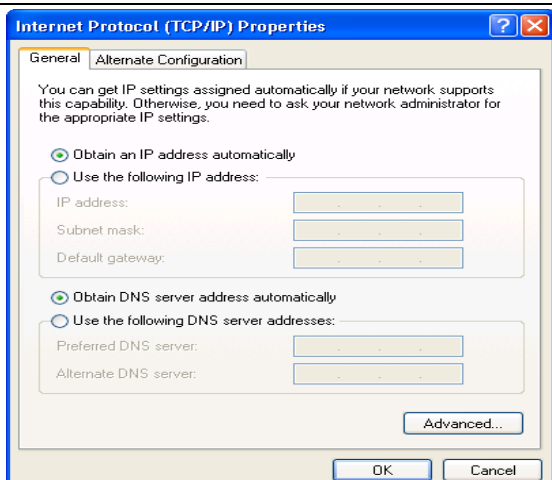 Internet Protocol (TCP/IP) Properties
General
Alternate Configuration
You can get IP settings assigned automatically if your network supports
this capability. Otherwise, you need to ask your network administrator for
the appropriate IP settings.
Obtain an IP address automatically
Use the following IP address:
IP address:
Subnet mask:
Default gateway:
Obtain DNS server address automatically
Use the following DNS server addresses:
Preferred DNS server:
Alternate DNS server:
Advanced...
OK
Cancel